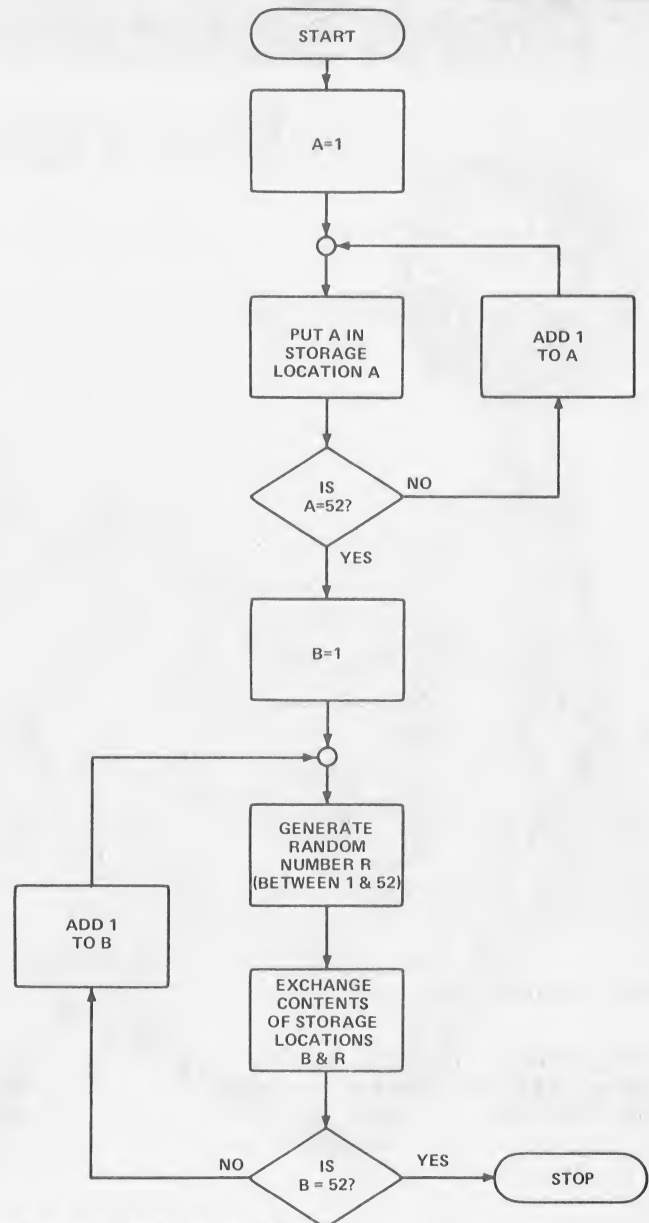 START
A=1
PUT A IN
STORAGE
LOCATION A
ADD 1
TO A
IS
A=52?
NO
YES
B=1
GENERATE
RANDOM
NUMBER R
(BETWEEN 1 & 52)
ADD 1
TO B
EXCHANGE
CONTENTS
OF STORAGE
LOCATIONS
B & R
NO
IS
B = 52?
YES
STOP